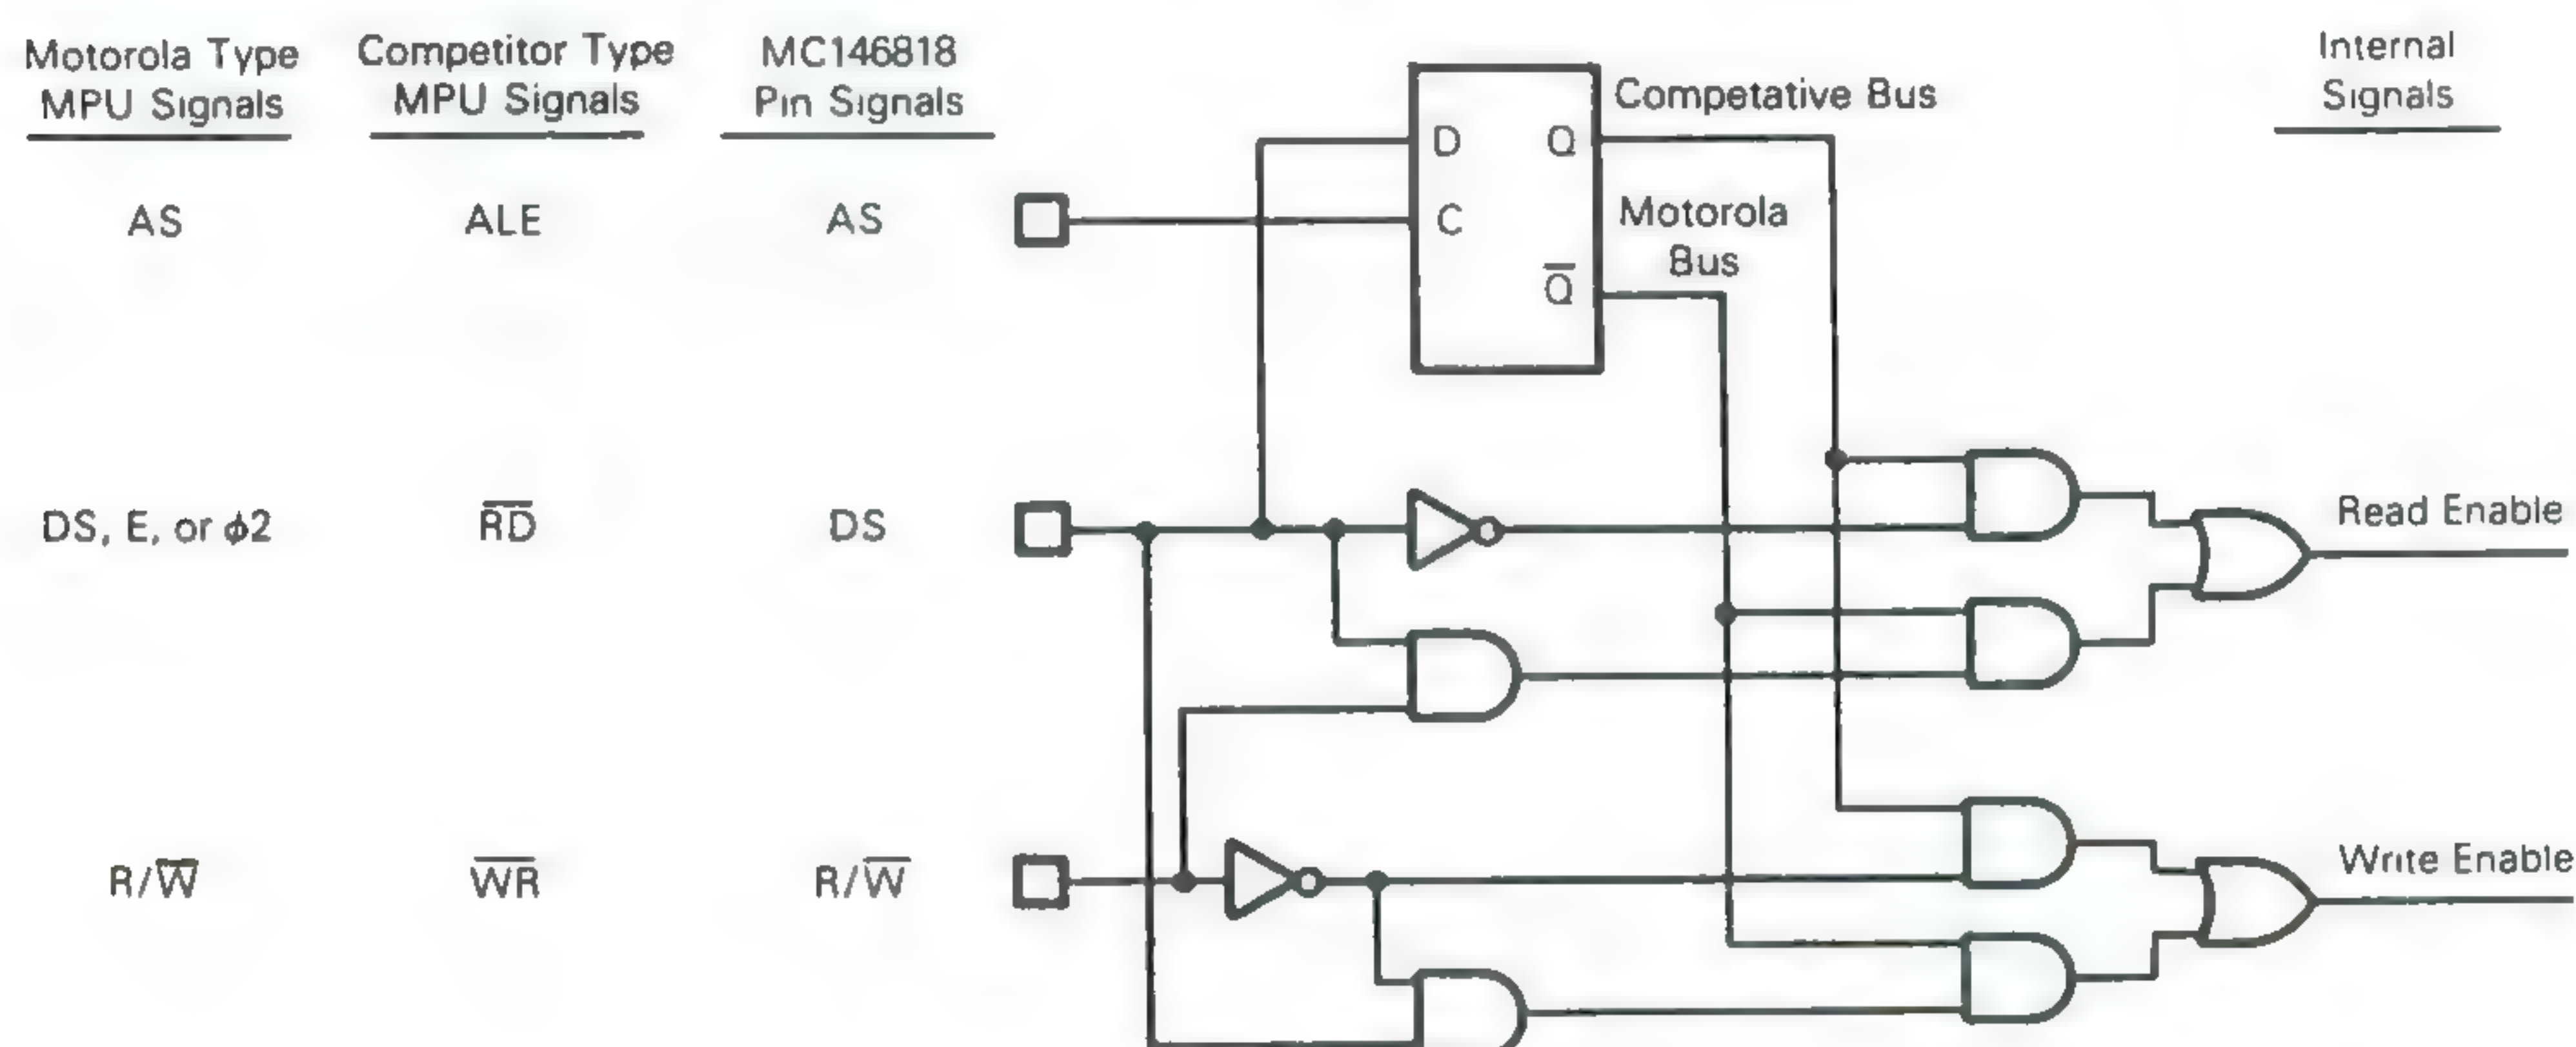 Motorola Type
MPU Signals
Competitor Type
MPU Signals
MC146818
Pin Signals
Internal
Signals
Competative Bus
D
Q
AS
ALE
AS
C
Motorola
Bus
Q̅
DS, E, or ϕ2
R̅D̅
DS
Read Enable
R/W̅
W̅R̅
R/W̅
Write Enable